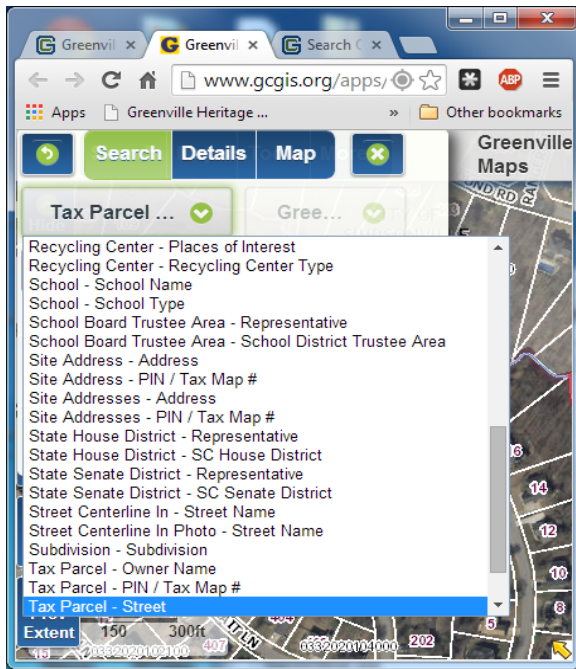 Greenvil
Greenvil
Search
www.gcgis.org/apps/
ABP
Apps
Greenville Heritage ...
»
Other bookmarks
Search
Details
Map
Greenville
Maps
Tax Parcel ...
Gree...
Recycling Center - Places of Interest
Recycling Center - Recycling Center Type
School - School Name
School - School Type
School Board Trustee Area - Representative
School Board Trustee Area - School District Trustee Area
Site Address - Address
Site Address - PIN / Tax Map #
Site Addresses - Address
Site Addresses - PIN / Tax Map #
State House District - Representative
State House District - SC House District
State Senate District - Representative
State Senate District - SC Senate District
Street Centerline In - Street Name
Street Centerline In Photo - Street Name
Subdivision - Subdivision
Tax Parcel - Owner Name
Tax Parcel - PIN / Tax Map #
Tax Parcel - Street
14
12
10
8
5
Extent
150
300ft
202
15
407